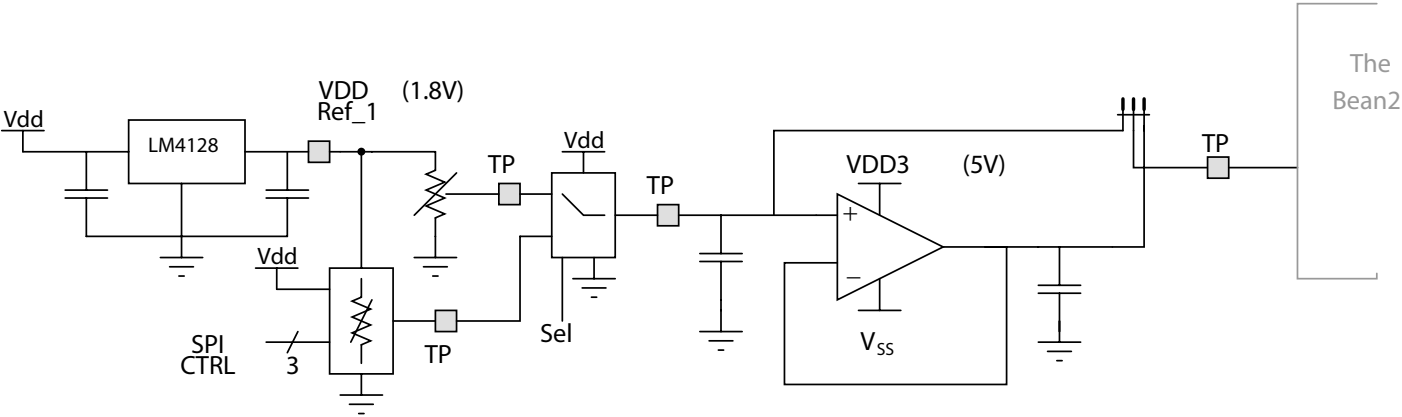 The
Bean2
VDD (1.8V)
Ref_1
Vdd
LM4128
Vdd
TP
TP
TP
VDD3 (5V)
+
−
Vdd
Sel
SPI
CTRL
3
TP
VSS